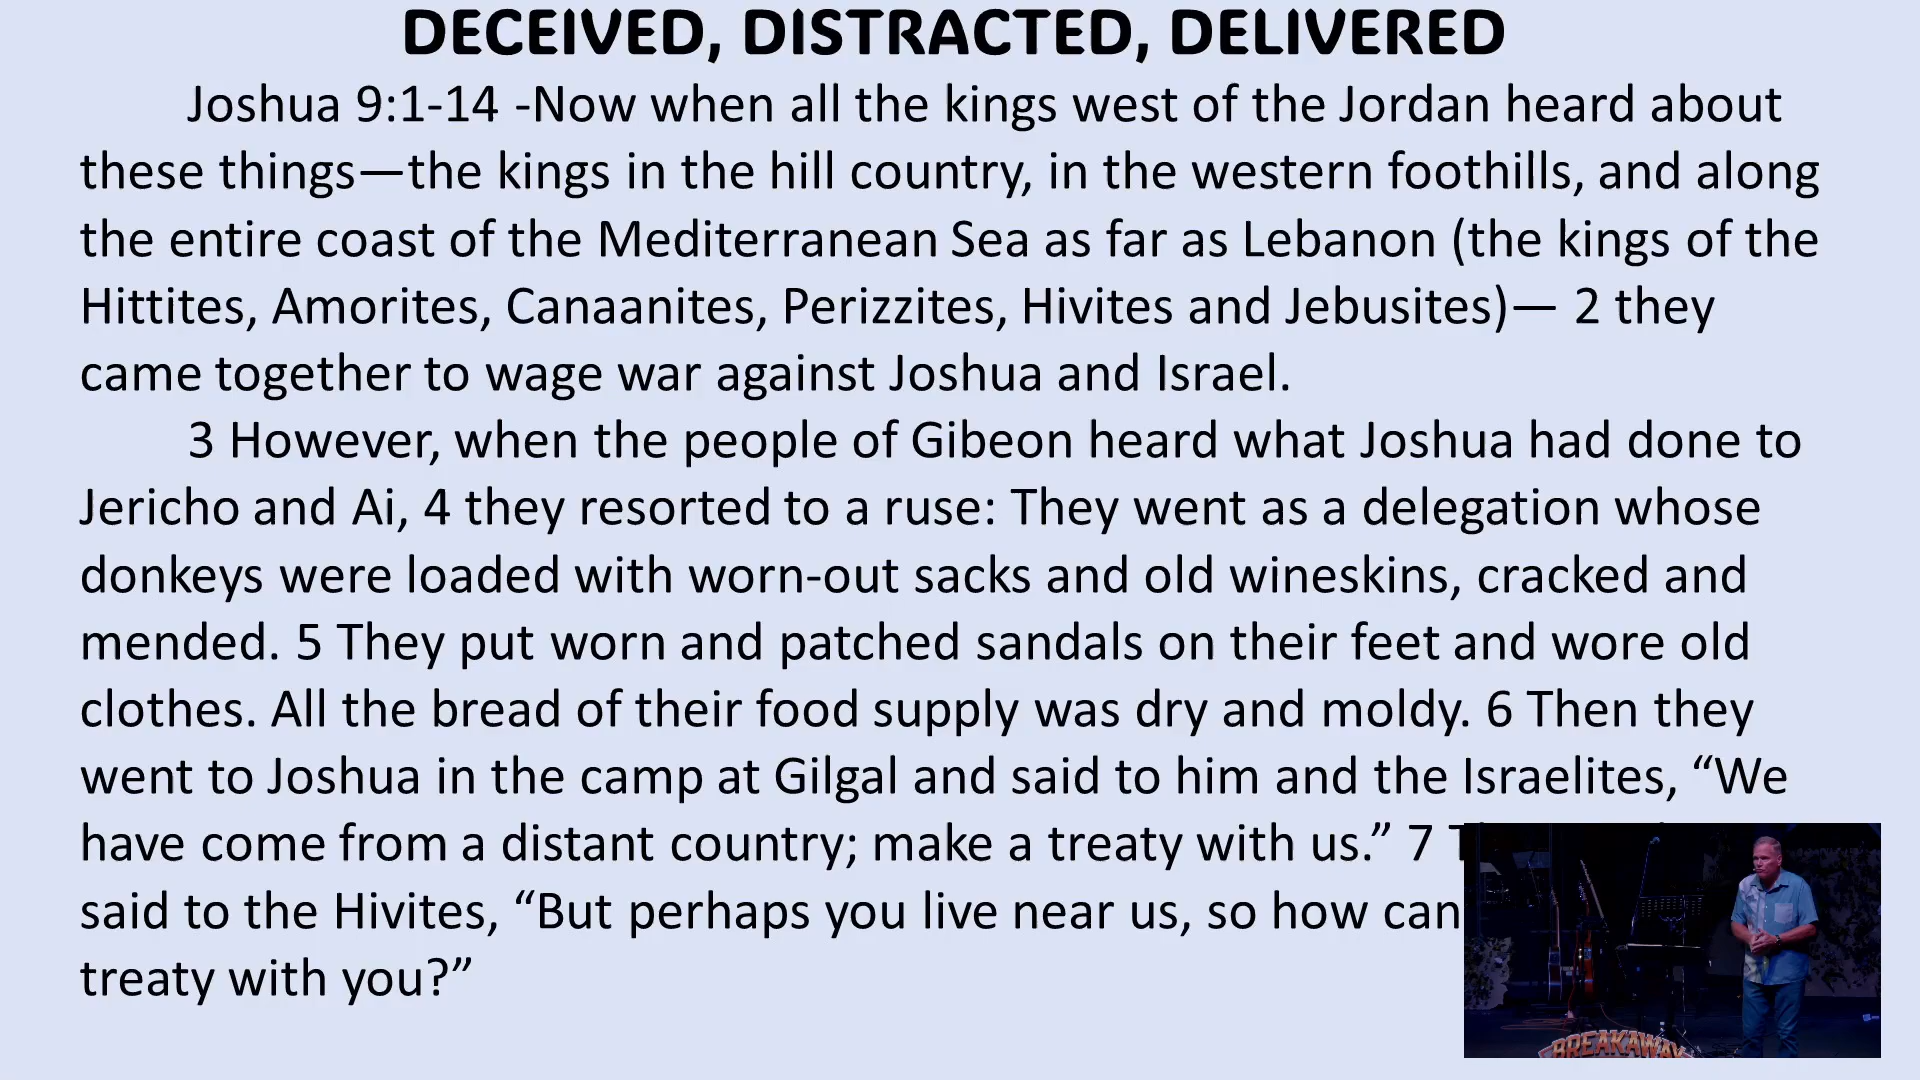 DECEIVED, DISTRACTED, DELIVERED
Joshua 9:1-14 -Now when all the kings west of the Jordan heard about
these things—the kings in the hill country, in the western foothills, and along
the entire coast of the Mediterranean Sea as far as Lebanon (the kings of the
Hittites, Amorites, Canaanites, Perizzites, Hivites and Jebusites)— 2 they
came together to wage war against Joshua and Israel.
3 However, when the people of Gibeon heard what Joshua had done to
Jericho and Ai, 4 they resorted to a ruse: They went as a delegation whose
donkeys were loaded with worn-out sacks and old wineskins, cracked and
mended. 5 They put worn and patched sandals on their feet and wore old
clothes. All the bread of their food supply was dry and moldy. 6 Then they
went to Joshua in the camp at Gilgal and said to him and the Israelites, “We
have come from a distant country; make a treaty with us.” 7
said to the Hivites, “But perhaps you live near us, so how can
treaty with you?”
BREAKAWAY